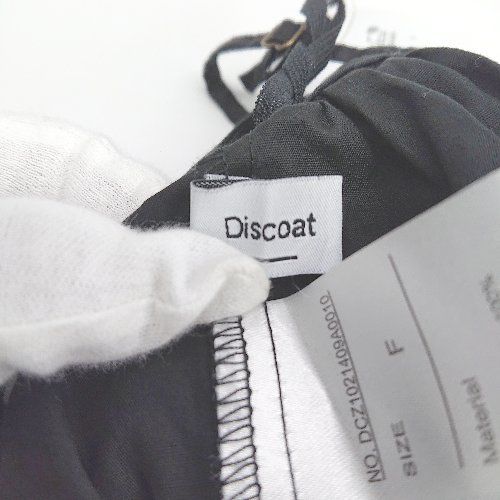 Discoat
NO. DCZ1021409A0010
SIZE F
Material